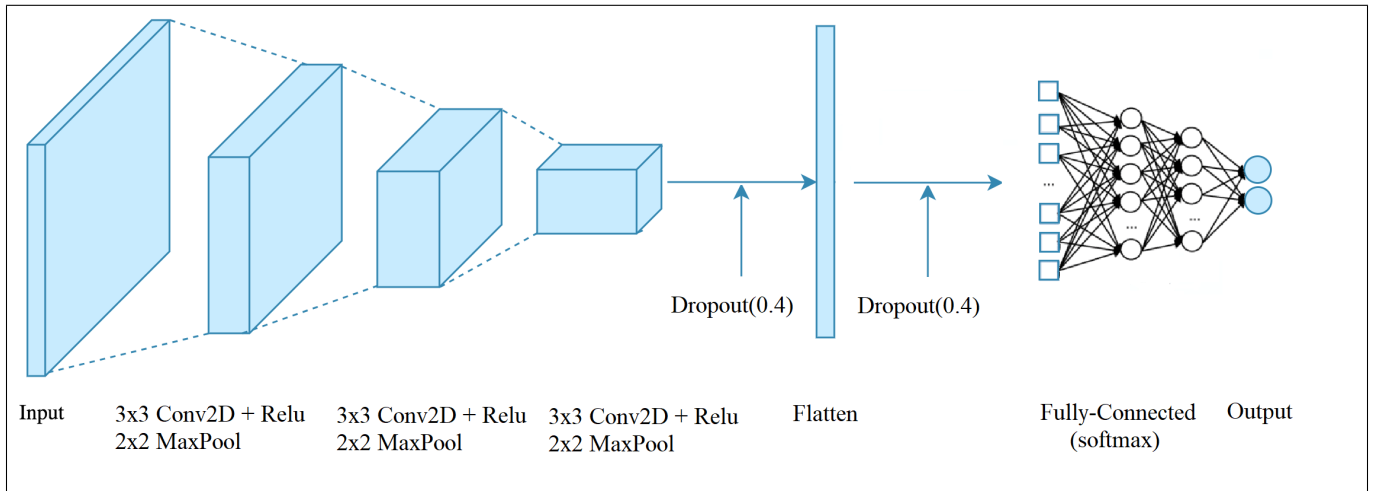 Dropout(0.4)
Dropout(0.4)
...
...
...
Input
3x3 Conv2D + Relu
2x2 MaxPool
3x3 Conv2D + Relu
2x2 MaxPool
3x3 Conv2D + Relu
2x2 MaxPool
Flatten
Fully-Connected
(softmax)
Output